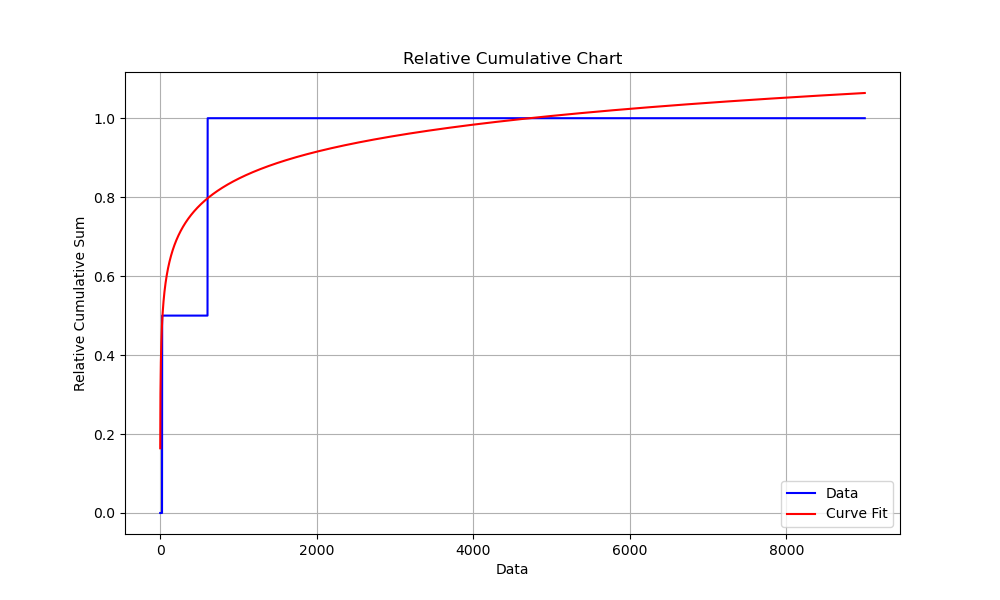 Relative Cumulative Chart
Relative Cumulative Sum
1.0
0.8
0.6
0.4
0.2
0.0
0 2000 4000 6000 8000
Data
Data
Curve Fit